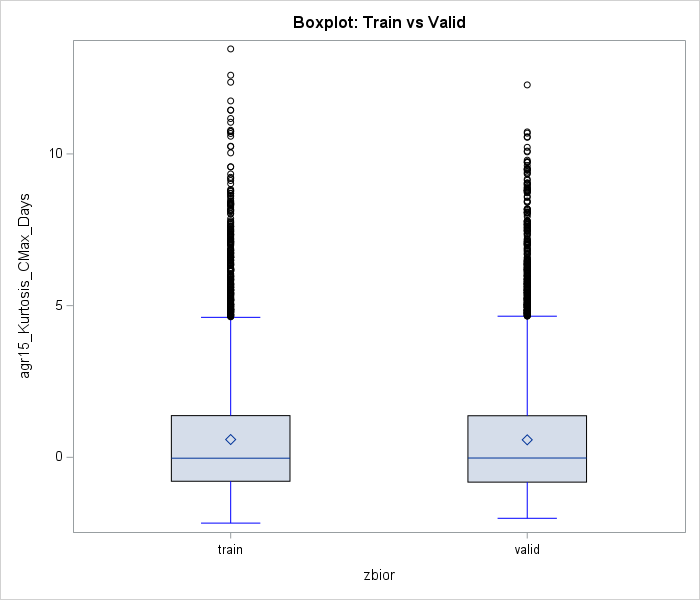 Boxplot: Train vs Valid
agr15_Kurtosis_CMax_Days
10
5
0
train
valid
zbior